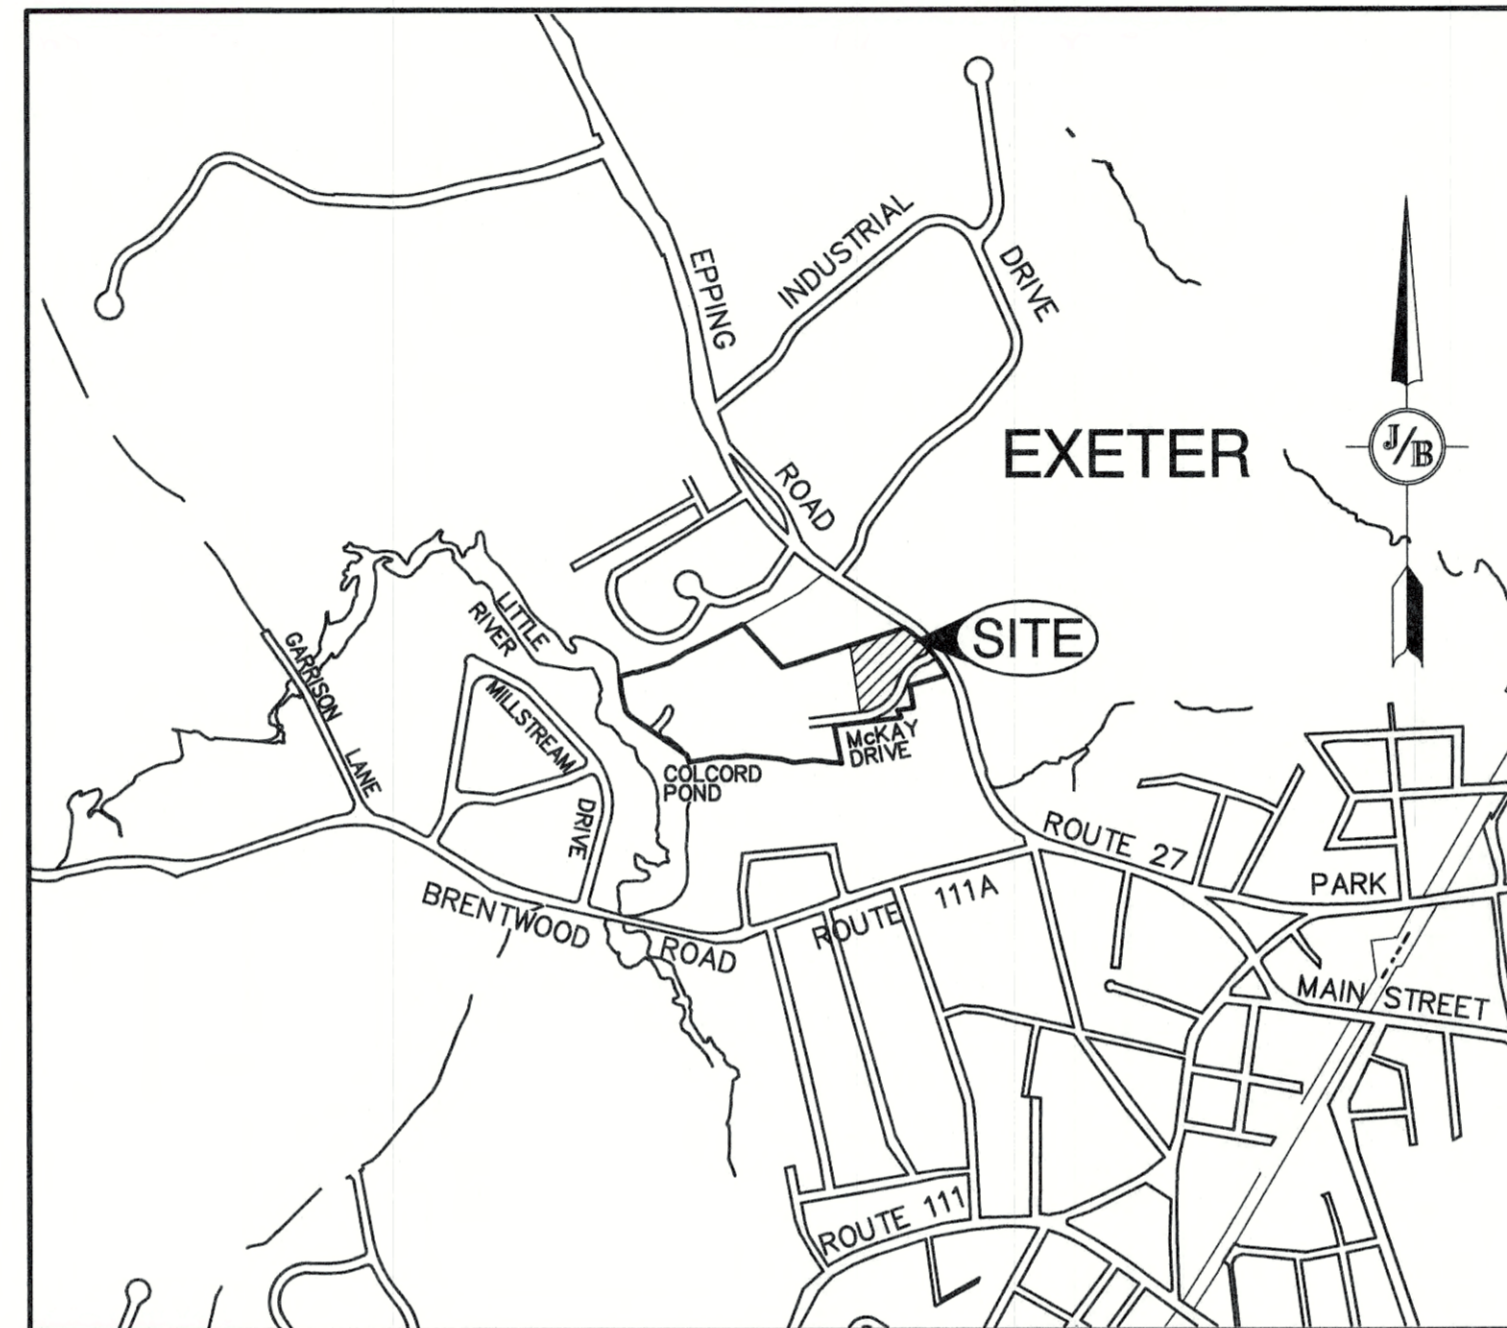 INDUSTRIAL
DRIVE
EPPING
ROAD
EXETER
J/B
SITE
LITTLE
RIVER
GARRISON
LANE
MILLSTREAM
DRIVE
McKAY
DRIVE
COLCORD
POND
ROUTE 27
PARK
BRENTWOOD
ROAD
ROUTE 111A
MAIN STREET
ROUTE 111